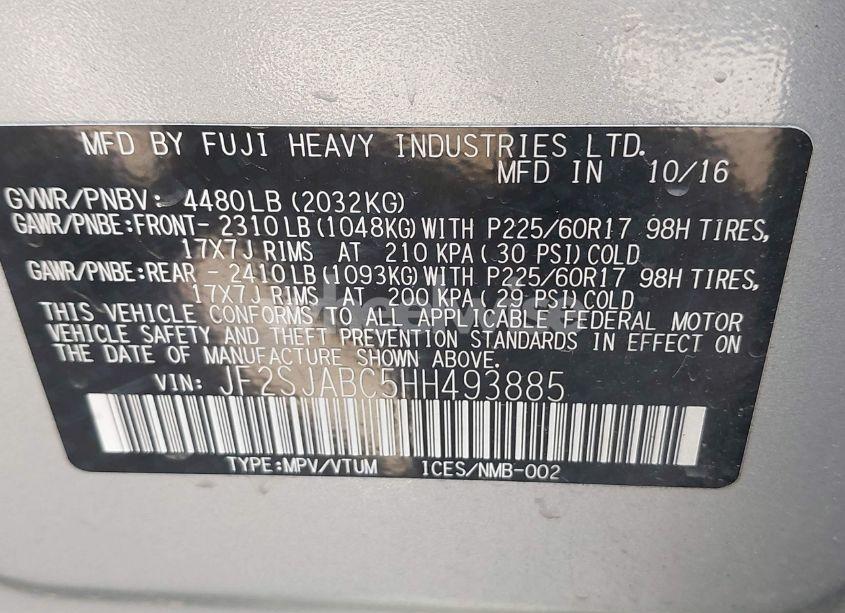 MFD BY FUJI HEAVY INDUSTRIES LTD.
MFD IN 10/16
GVWR/PNBV: 4480LB (2032KG)
GAWR/PNBE:FRONT- 2310LB (1048KG)WITH P225/60R17 98H TIRES,
17X7J RIMS AT 210 KPA ( 30 PSI)COLD
GAWR/PNBE:REAR - 2410LB (1093KG)WITH P225/60R17 98H TIRES,
17X7J RIMS AT 200 KPA ( 29 PSI)COLD
THIS VEHICLE CONFORMS TO ALL APPLICABLE FEDERAL MOTOR
VEHICLE SAFETY AND THEFT PREVENTION STANDARDS IN EFFECT ON
THE DATE OF MANUFACTURE SHOWN ABOVE.
VIN: JF2SJABC5HH493885
TYPE:MPV/VTUM ICES/NMB-002